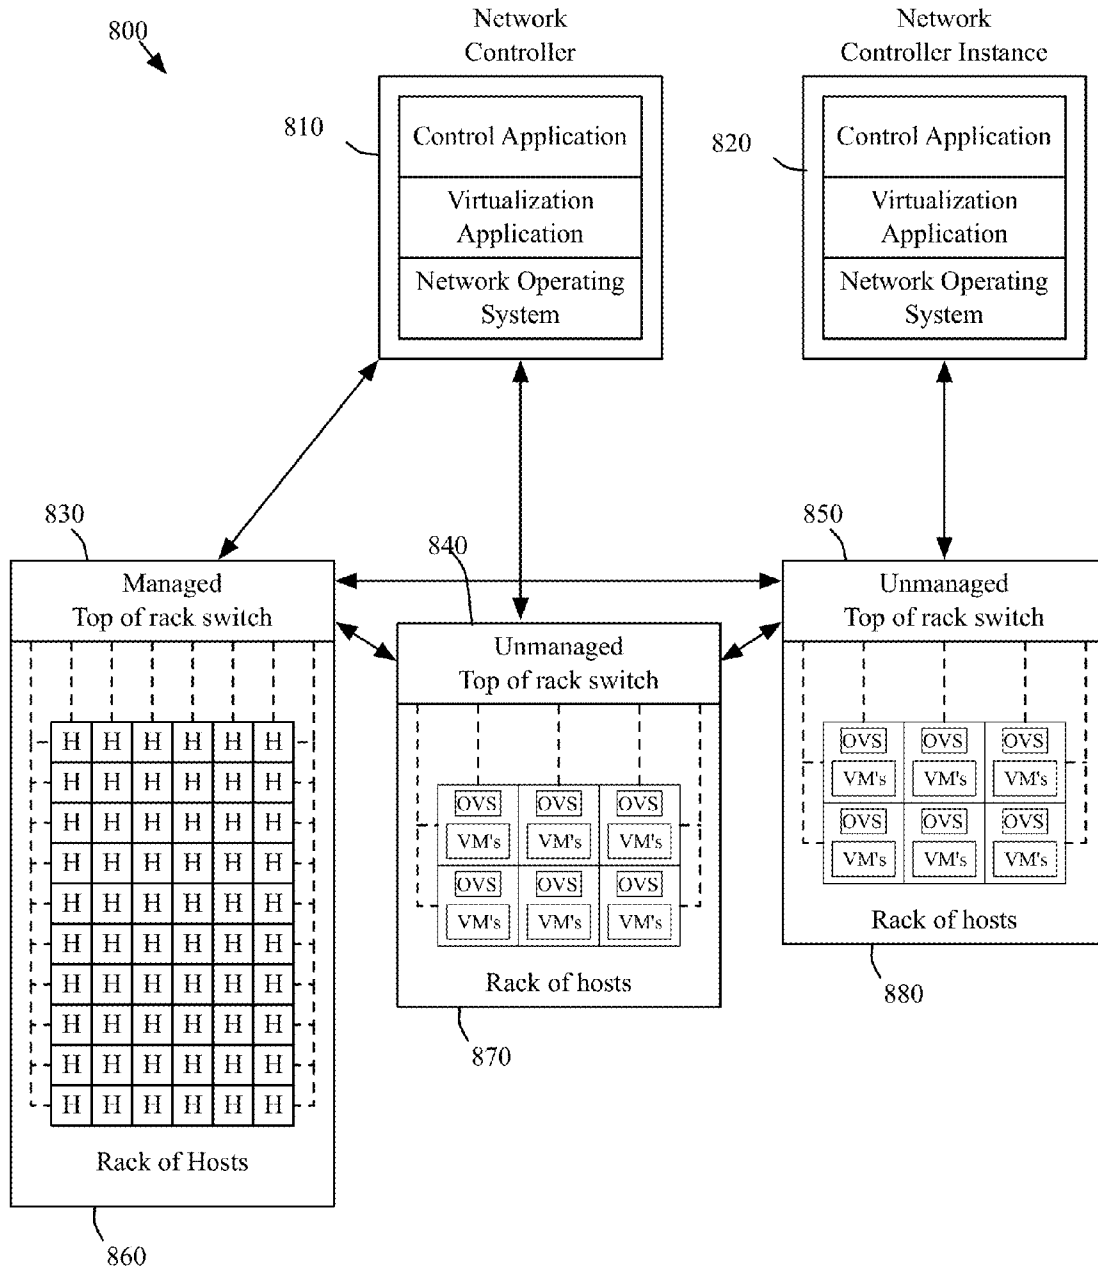 800
Network
Controller
Network
Controller Instance
810
Control Application
Virtualization
Application
Network Operating
System
820
Control Application
Virtualization
Application
Network Operating
System
830
Managed
Top of rack switch
840
Unmanaged
Top of rack switch
850
Unmanaged
Top of rack switch
H H H H H H
H H H H H H
H H H H H H
H H H H H H
H H H H H H
H H H H H H
H H H H H H
H H H H H H
H H H H H H
H H H H H H
Rack of Hosts
860
OVS OVS OVS
VM's VM's VM's
OVS OVS OVS
VM's VM's VM's
Rack of hosts
870
OVS OVS OVS
VM's VM's VM's
OVS OVS OVS
VM's VM's VM's
Rack of hosts
880